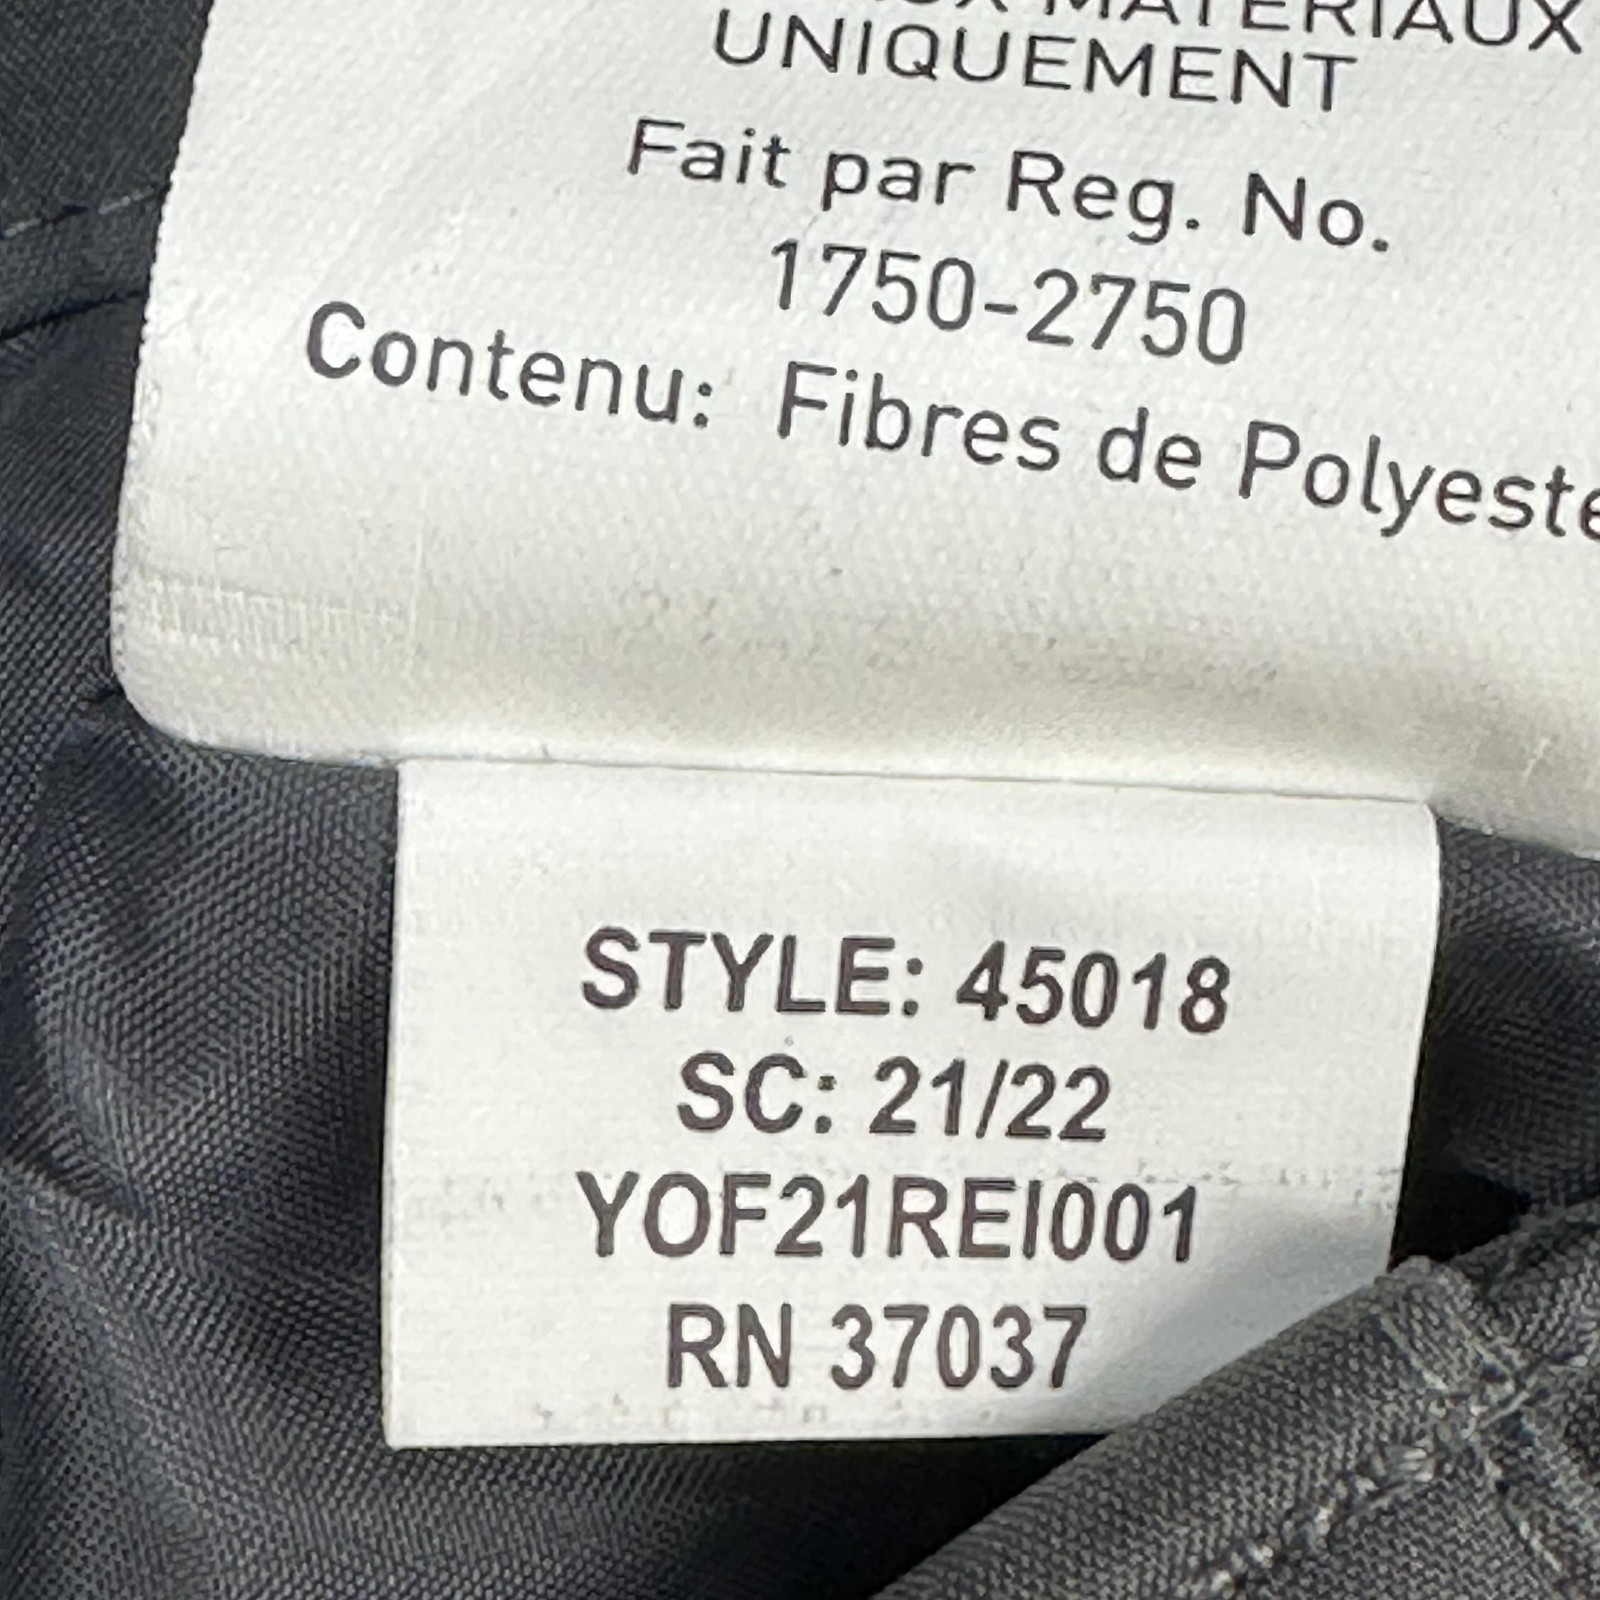 MATERIAUX
UNIQUEMENT
Fait par Reg. No.
1750-2750
Contenu: Fibres de Polyeste
STYLE: 45018
SC: 21/22
YOF21REI001
RN 37037